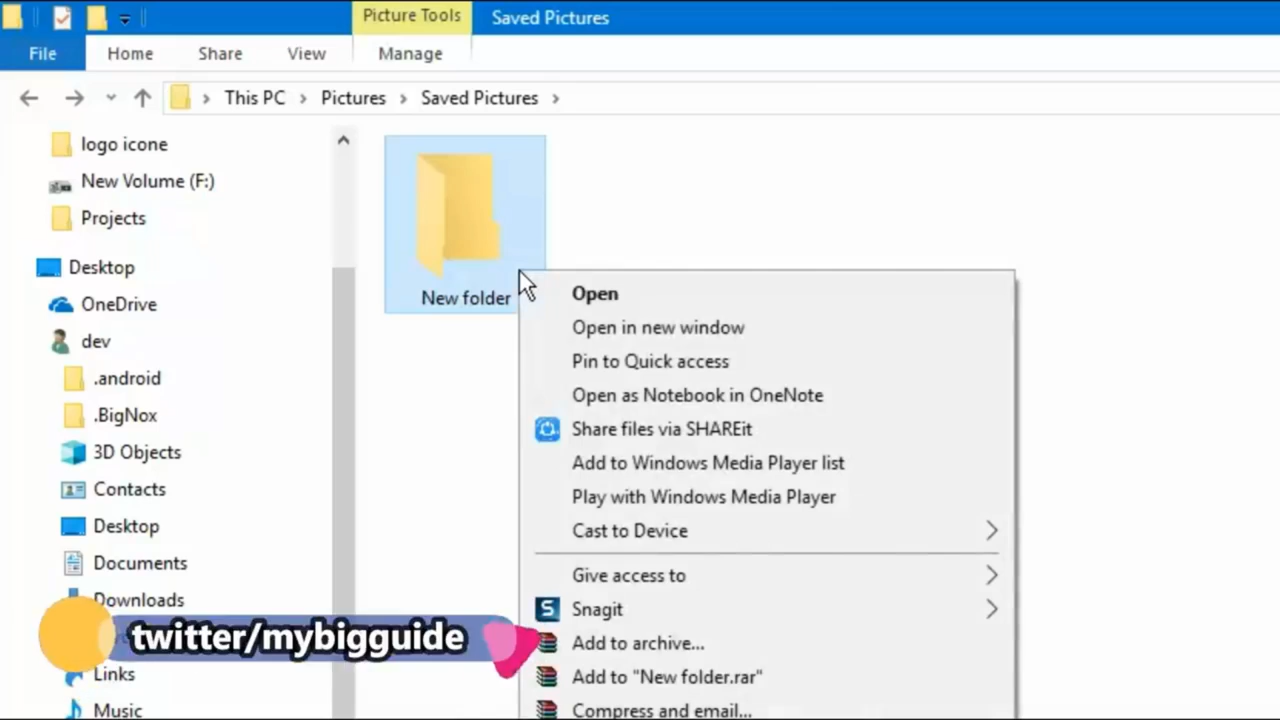 Picture Tools
Saved Pictures
File
Home
Share
View
Manage
This PC
Pictures
Saved Pictures
logo icone
New Volume (F:)
Projects
Desktop
OneDrive
dev
.android
.BigNox
3D Objects
Contacts
Desktop
Documents
Downloads
Links
Music
New folder
Open
Open in new window
Pin to Quick access
Open as Notebook in OneNote
Share files via SHAREit
Add to Windows Media Player list
Play with Windows Media Player
Cast to Device
Give access to
S Snagit
Add to archive...
Add to "New folder.rar"
Compress and email...
twitter/mybigguide